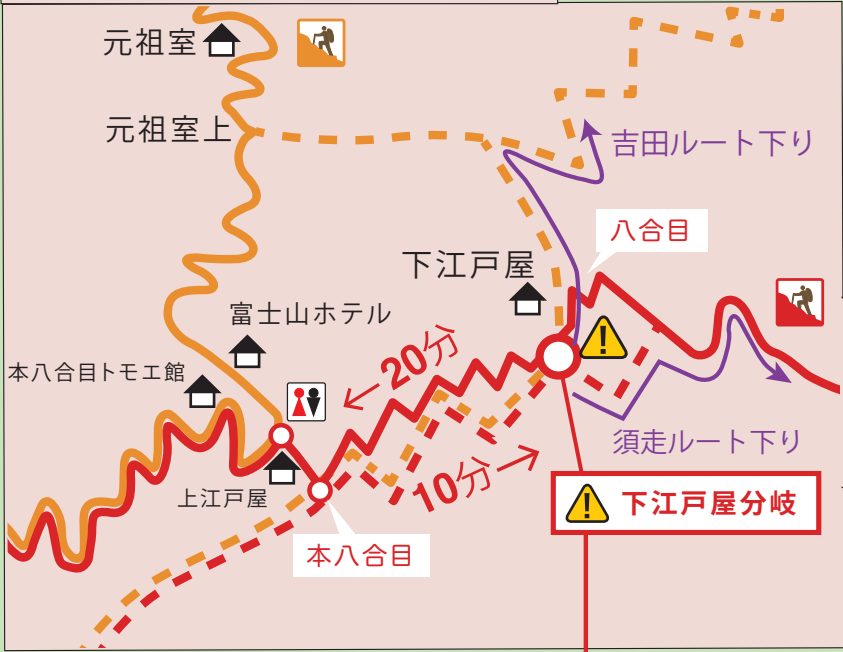 元祖室
元祖室上
吉田ルート下り
八合目
下江戸屋
富士山ホテル
20分
本八合目トモエ館
須走ルート下り
10分
上江戸屋
下江戸屋分岐
本八合目